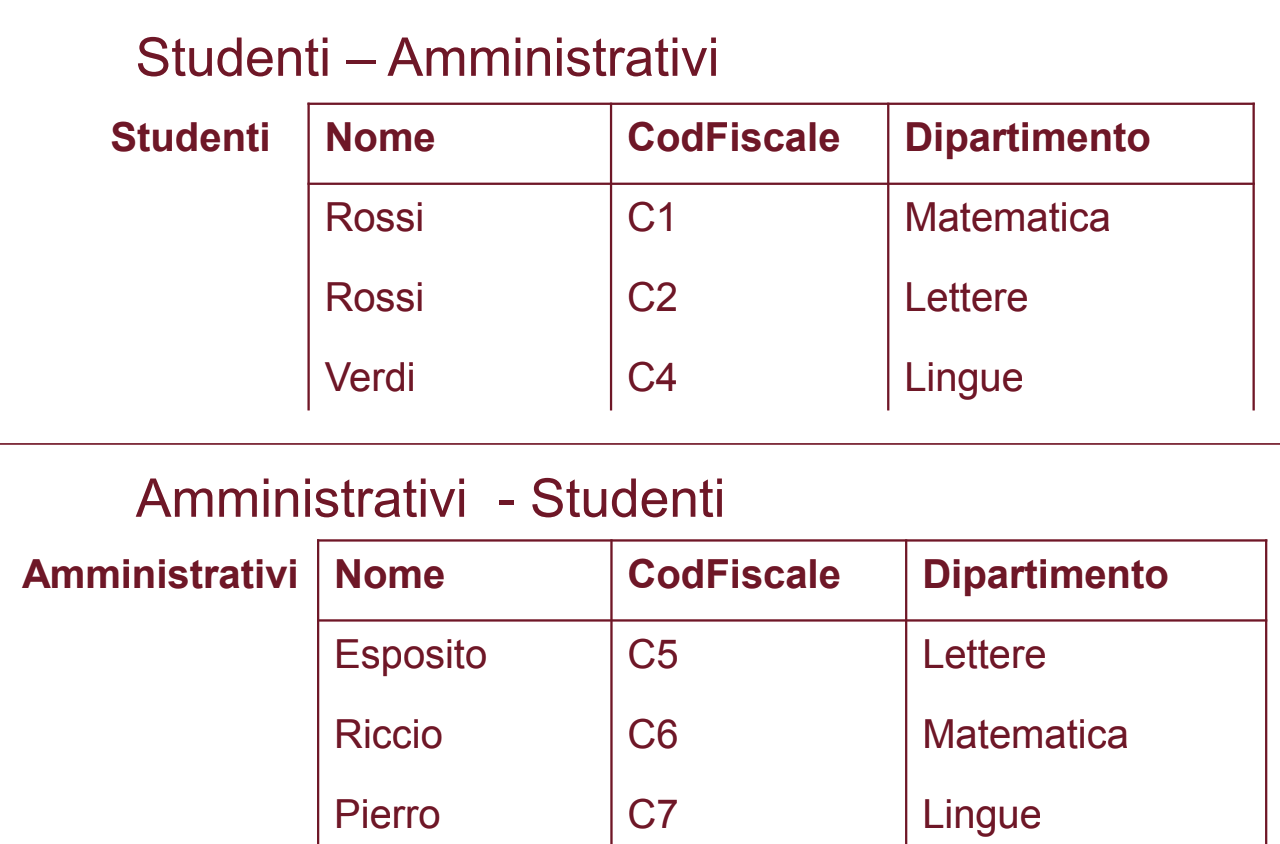 Studenti – Amministrativi
Studenti Nome CodFiscale Dipartimento
Rossi C1 Matematica
Rossi C2 Lettere
Verdi C4 Lingue
Amministrativi - Studenti
Amministrativi Nome CodFiscale Dipartimento
Esposito C5 Lettere
Riccio C6 Matematica
Pierro C7 Lingue